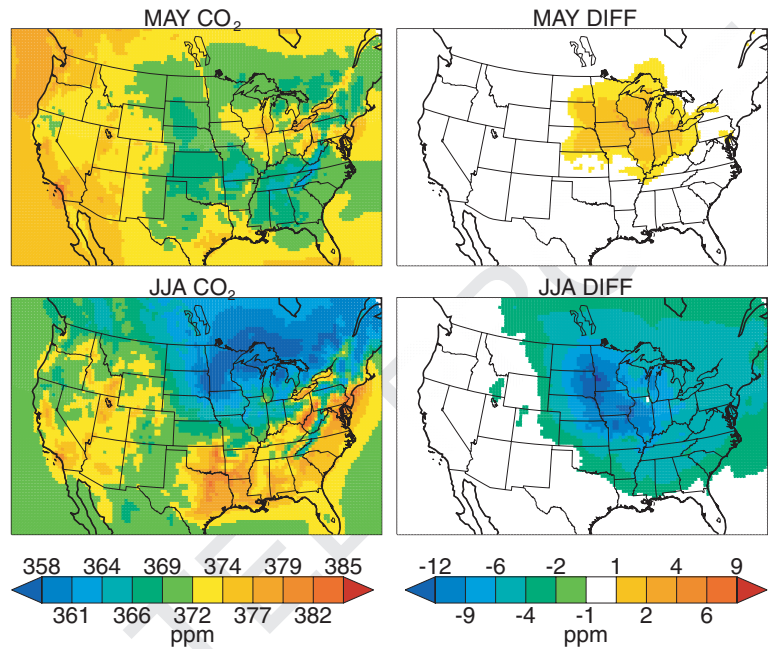 MAY CO₂
MAY DIFF
JJA CO₂
JJA DIFF
358 364 369 374 379 385
361 366 372 377 382
ppm
-12 -6 -2 1 4 9
-9 -4 -1 2 6
ppm